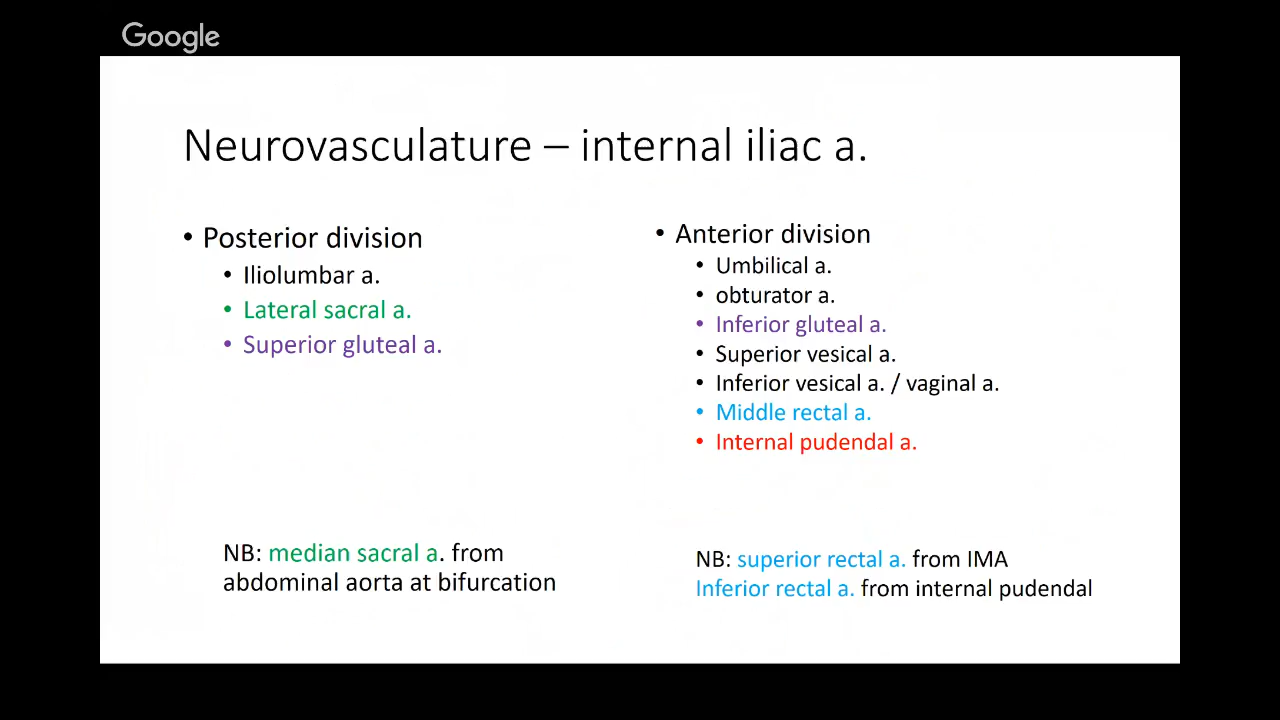 Google
Neurovasculature – internal iliac a.
• Posterior division
• Iliolumbar a.
• Lateral sacral a.
• Superior gluteal a.
NB: median sacral a. from
abdominal aorta at bifurcation
• Anterior division
• Umbilical a.
• obturator a.
• Inferior gluteal a.
• Superior vesical a.
• Inferior vesical a. / vaginal a.
• Middle rectal a.
• Internal pudendal a.
NB: superior rectal a. from IMA
Inferior rectal a. from internal pudendal